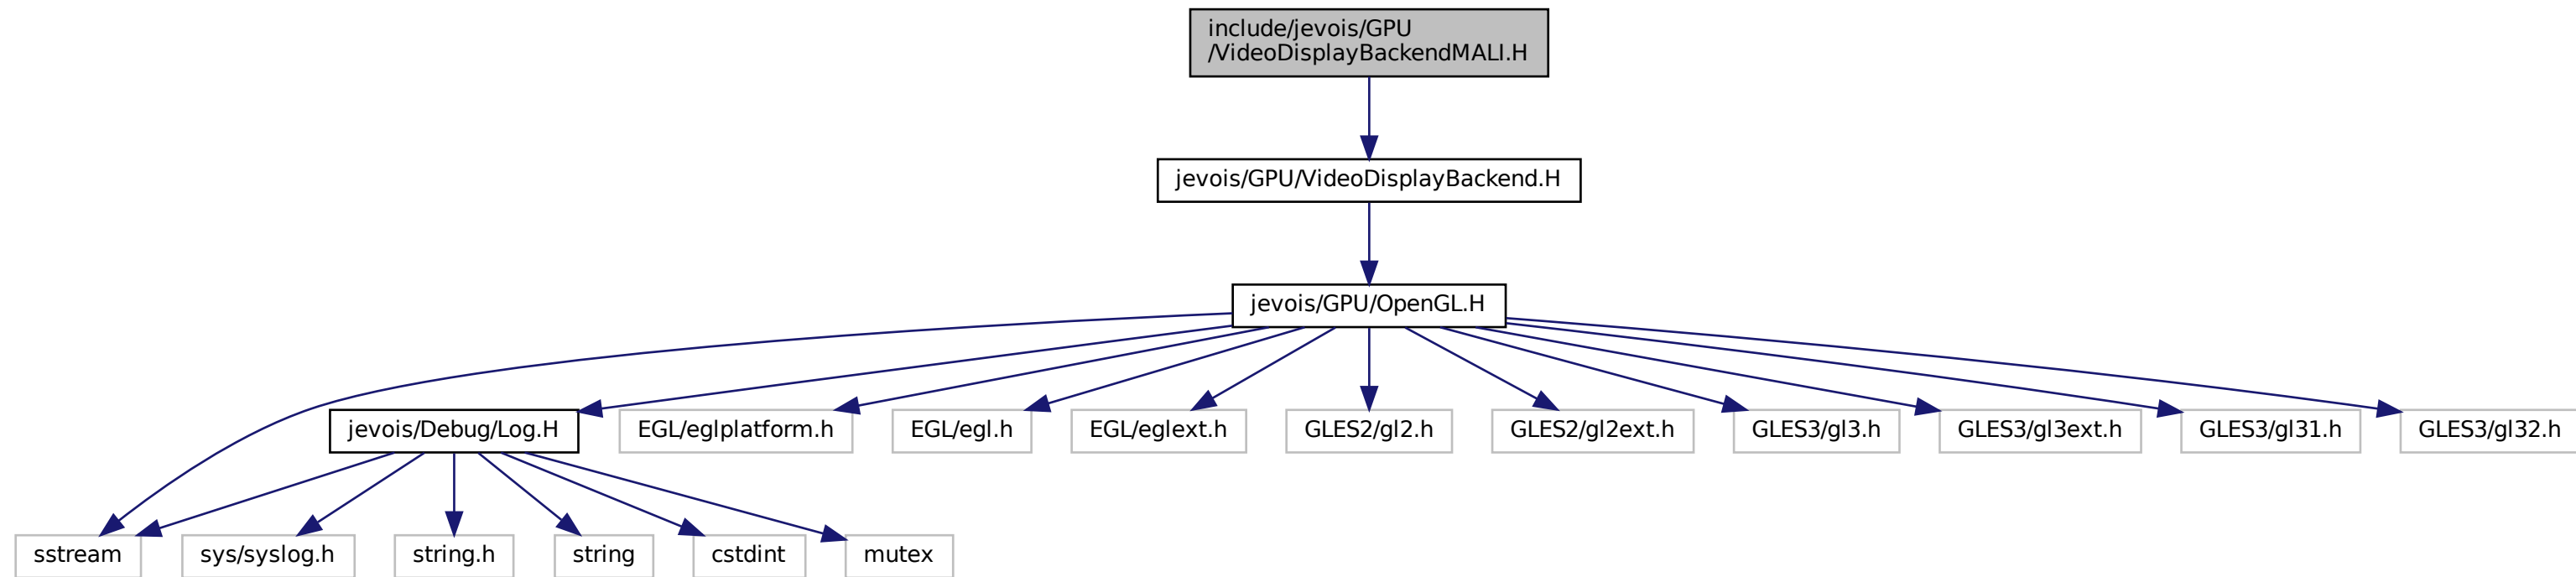 include/jevois/GPU
/VideoDisplayBackendMALI.H
jevois/GPU/VideoDisplayBackend.H
jevois/GPU/OpenGL.H
jevois/Debug/Log.H
EGL/eglplatform.h
EGL/egl.h
EGL/eglext.h
GLES2/gl2.h
GLES2/gl2ext.h
GLES3/gl3.h
GLES3/gl3ext.h
GLES3/gl31.h
GLES3/gl32.h
sstream
sys/syslog.h
string.h
string
cstdint
mutex